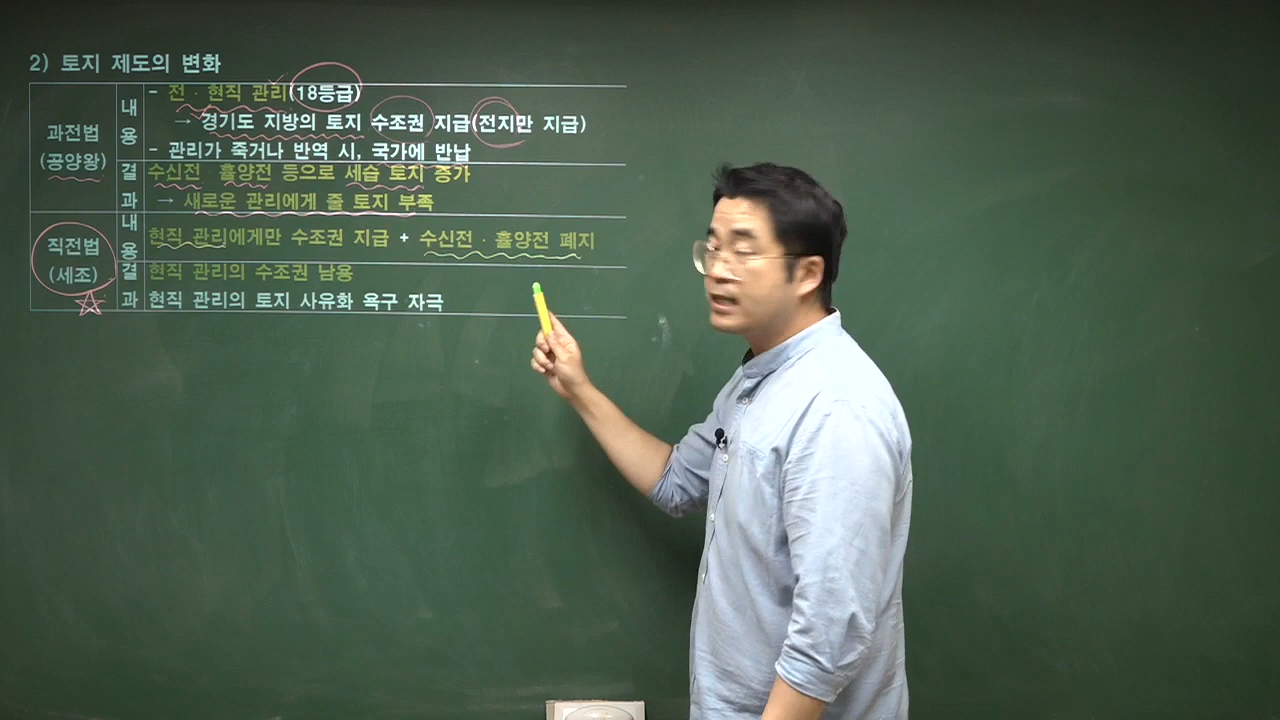 2) 토지 제도의 변화
과전법
(공양왕)
내
용
- 전 · 현직 관리(18등급)
→ 경기도 지방의 토지 수조권 지급(전지만 지급)
- 관리가 죽거나 반역 시, 국가에 반납
결
과
수신전 휼양전 등으로 세습 토지 증가
→ 새로운 관리에게 줄 토지 부족
직전법
(세조)
내
용
현직 관리에게만 수조권 지급 + 수신전 · 휼양전 폐지
결
과
현직 관리의 수조권 남용
현직 관리의 토지 사유화 욕구 자극